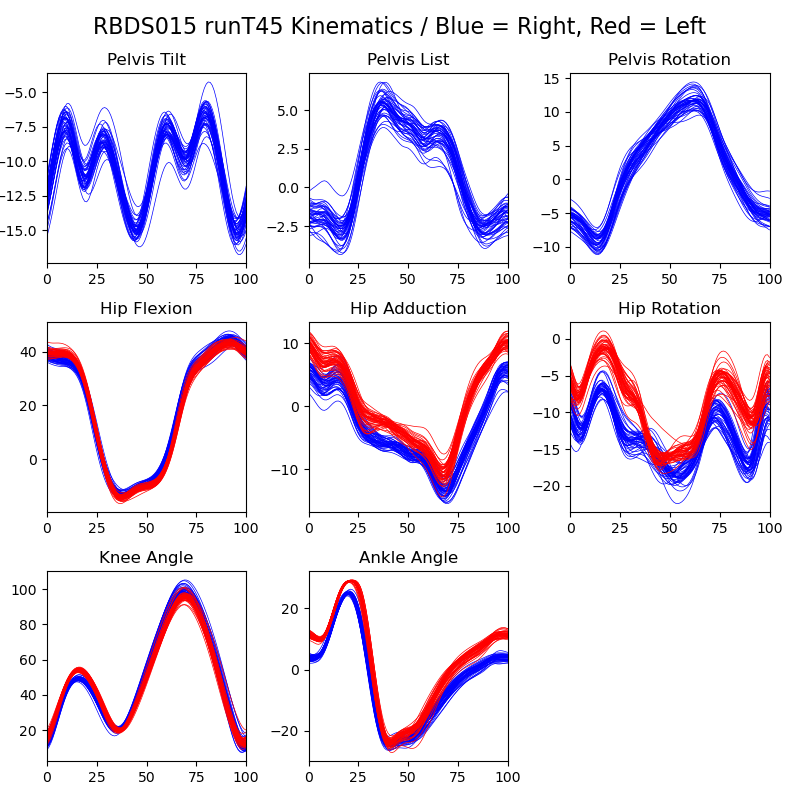 RBDS015 runT45 Kinematics / Blue = Right, Red = Left
Pelvis Tilt
Pelvis List
Pelvis Rotation
−5.0
−7.5
−10.0
−12.5
−15.0
0 25 50 75 100
5.0
2.5
0.0
−2.5
0 25 50 75 100
15
10
5
0
−5
−10
0 25 50 75 100
Hip Flexion
Hip Adduction
Hip Rotation
40
20
0
10
0
−10
0 25 50 75 100
0
−5
−10
−15
−20
0 25 50 75 100
Knee Angle
Ankle Angle
100
80
60
40
20
0 25 50 75 100
20
0
−20
0 25 50 75 100